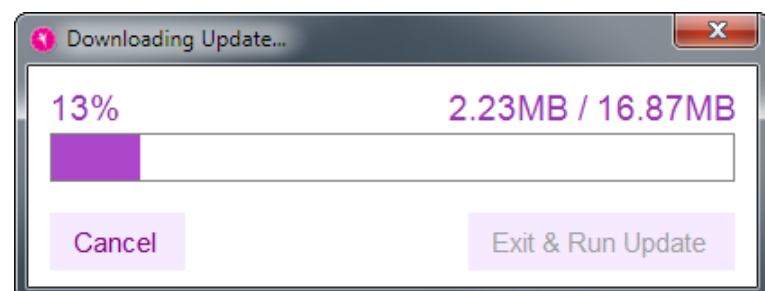 Downloading Update...
13% 2.23MB / 16.87MB
Cancel Exit & Run Update